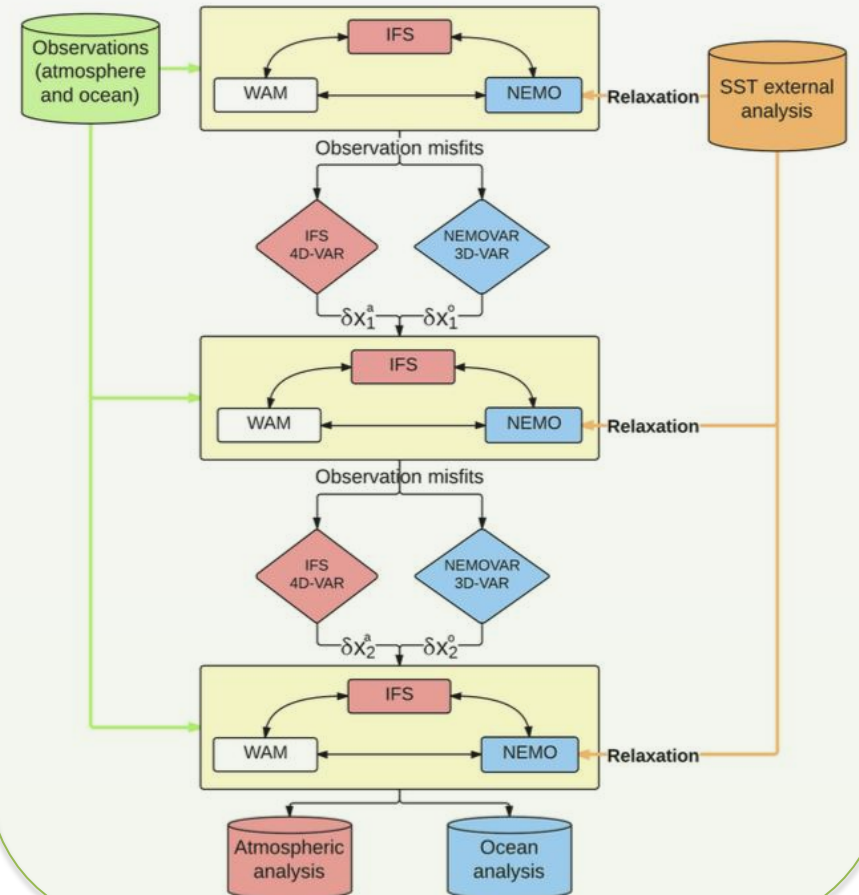 Observations
(atmosphere
and ocean)
IFS
WAM
NEMO
Relaxation
SST external
analysis
Observation misfits
IFS
4D-VAR
NEMOVAR
3D-VAR
δx₁ᵃ
δx₁ᵒ
IFS
WAM
NEMO
Relaxation
Observation misfits
IFS
4D-VAR
NEMOVAR
3D-VAR
δx₂ᵃ
δx₂ᵒ
IFS
WAM
NEMO
Relaxation
Atmospheric
analysis
Ocean
analysis